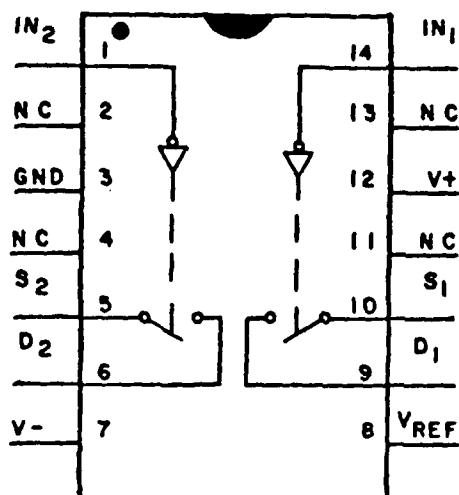 IN2 1 14 IN1
NC 2 13 NC
GND 3 12 V+
NC 4 11 NC
S2 5 10 S1
D2 6 9 D1
V- 7 8 VREF